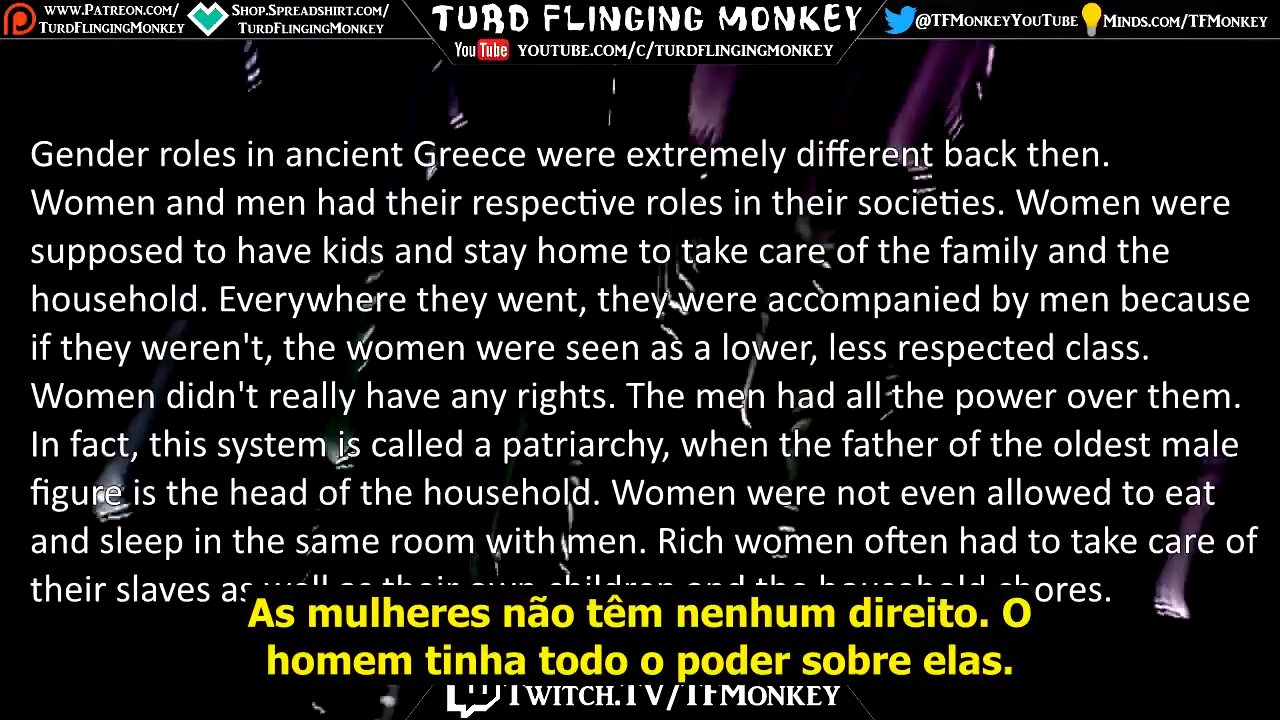 www.Patreon.com/
TurdFlingingMonkey
Shop.Spreadshirt.com/
TurdFlingingMonkey
TURD FLINGING MONKEY
YouTube YOUTUBE.COM/C/TURDFLINGINGMONKEY
@TFMonkeyYouTube
Minds.com/TFMonkey
Gender roles in ancient Greece were extremely different back then.
Women and men had their respective roles in their societies. Women were
supposed to have kids and stay home to take care of the family and the
household. Everywhere they went, they were accompanied by men because
if they weren't, the women were seen as a lower, less respected class.
Women didn't really have any rights. The men had all the power over them.
In fact, this system is called a patriarchy, when the father of the oldest male
figure is the head of the household. Women were not even allowed to eat
and sleep in the same room with men. Rich women often had to take care of
their slaves as well as their own children and the household chores.
As mulheres não têm nenhum direito. O
homem tinha todo o poder sobre elas.
Twitch.TV/TFMonkey